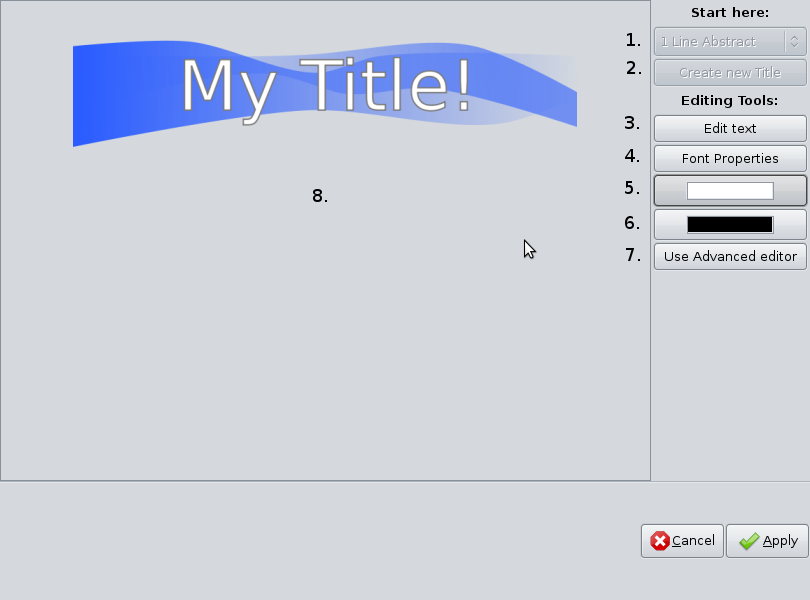 My Title!
8.
Start here:
1. 1 Line Abstract
2. Create new Title
Editing Tools:
3. Edit text
4. Font Properties
5.
6.
7. Use Advanced editor
Cancel Apply